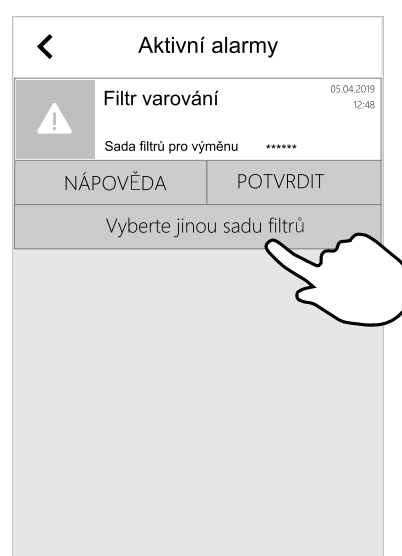 Aktivní alarmy
Filtr varování
05.04.2019
12:48
Sada filtrů pro výměnu ******
NÁPOVĚDA POTVRDIT
Vyberte jinou sadu filtrů